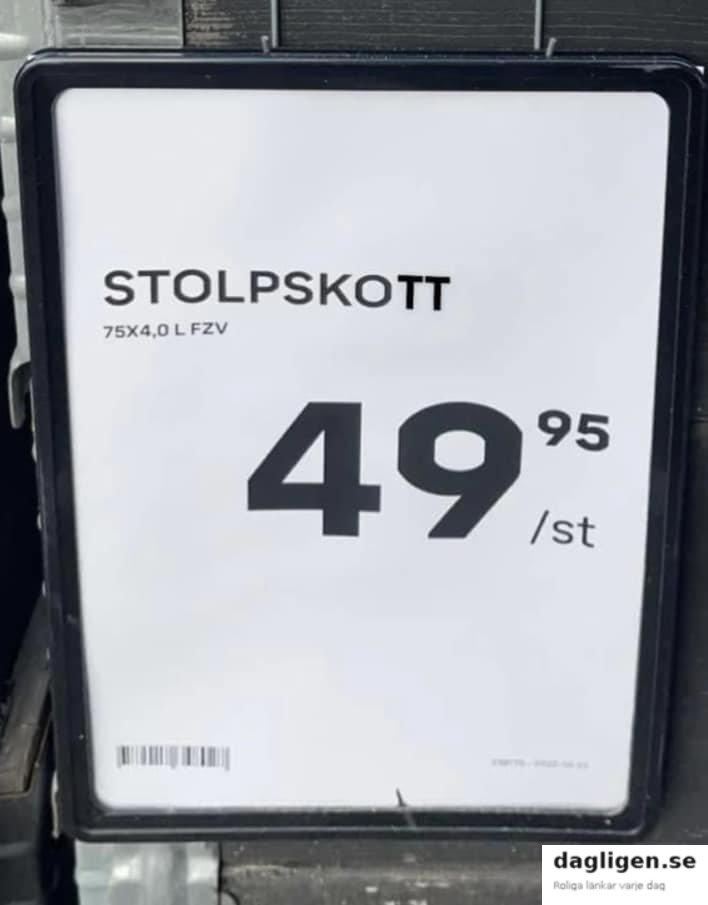 STOLPSKOTT
75X4,0 L FZV
49 95
/st
dagligen.se
Roliga länkar varje dag